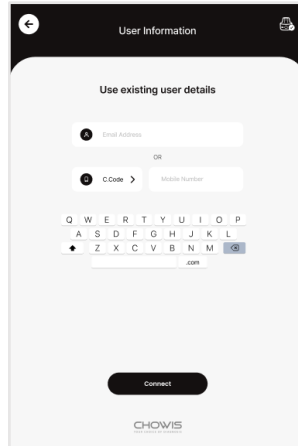 User Information
Use existing user details
Email Address
OR
C.Code
Mobile Number
Q W E R T Y U I O P
A S D F G H J K L
Z X C V B N M
.com
Connect
CHOWIS